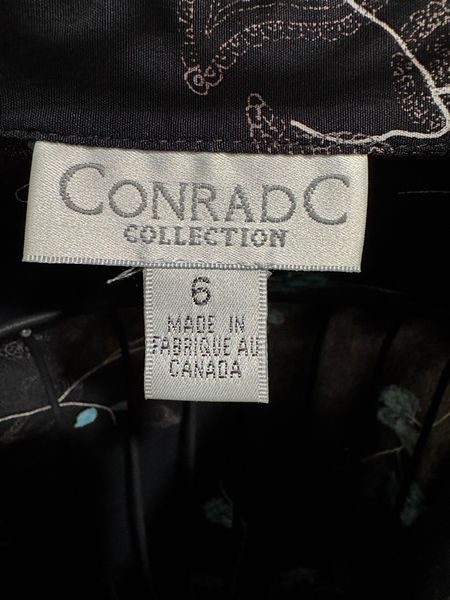 CONRADC
COLLECTION
6
MADE IN
FABRIQUE AU
CANADA